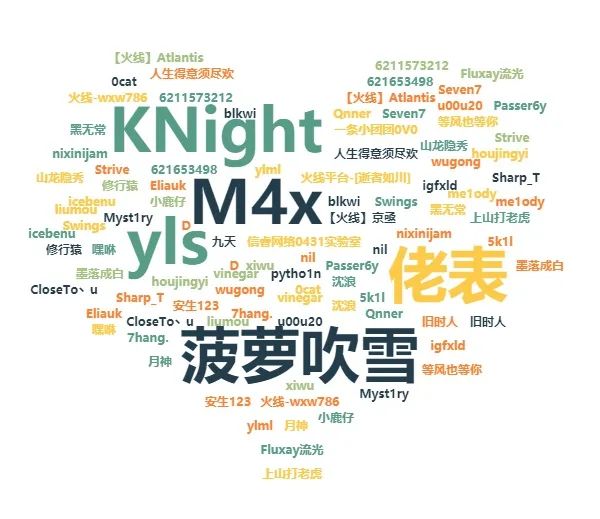 【火线】Atlantis
6211573212
0cat
人生得意须尽欢
621653498
Fluxay流光
火线-wxw786
6211573212
【火线】Atlantis
Seven7
KNight
blkwi
u00u20
Passer6y
Qnner
Seven7
黑无常
一条小团团OVO
等风也等你
Strive
nixinijam
人生得意须尽欢
山龙隐秀
houjingyi
Strive
621653498
ylml
wugong
山龙隐秀
修行猿
Eliauk
M4x
火线平台-[逝者如川]
igfxld
Sharp_T
icebenu
小鹿仔
blkwi
Swings
me1ody
liumou
黑无常
me1ody
Myst1ry
【火线】京亟
上山打老虎
Swings
yls
D
icebenu
nixinijam
九天
信睿网络0431实验室
nil
5k1l
修行猿
嘿咻
nil
佬表
D
xiwu
Passer6y
墨落成白
墨落成白
vinegar
pytho1n
houjingyi
沈浪
CloseTo、u
wugong
0cat
Sharp_T
vinegar
5k1l
安生123
沈浪
Eliauk
7hang.
Qnner
CloseTo、u
liumou
u00u20
旧时人
旧时人
嘿咻
7hang.
菠萝吹雪
igfxld
月神
等风也等你
xiwu
Myst1ry
安生123
火线-wxw786
小鹿仔
ylml
月神
Fluxay流光
上山打老虎